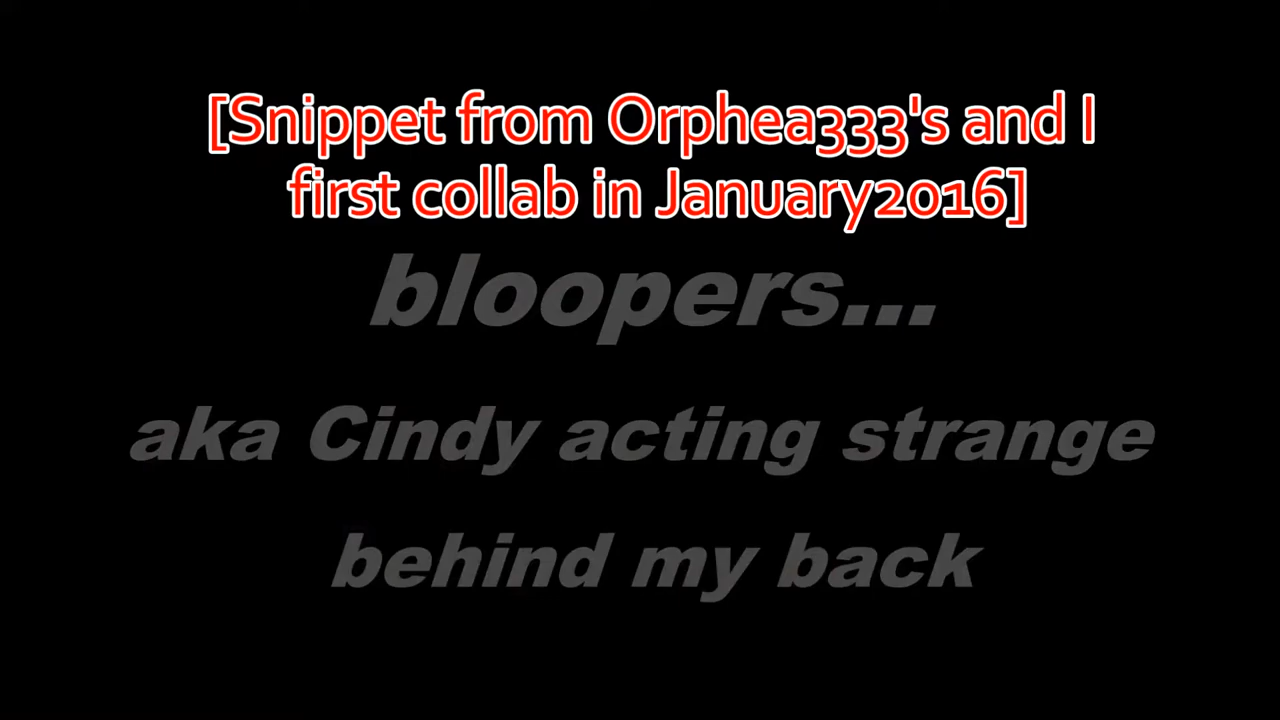 [Snippet from Orphea333's and I
first collab in January2016]
bloopers...
aka Cindy acting strange
behind my back